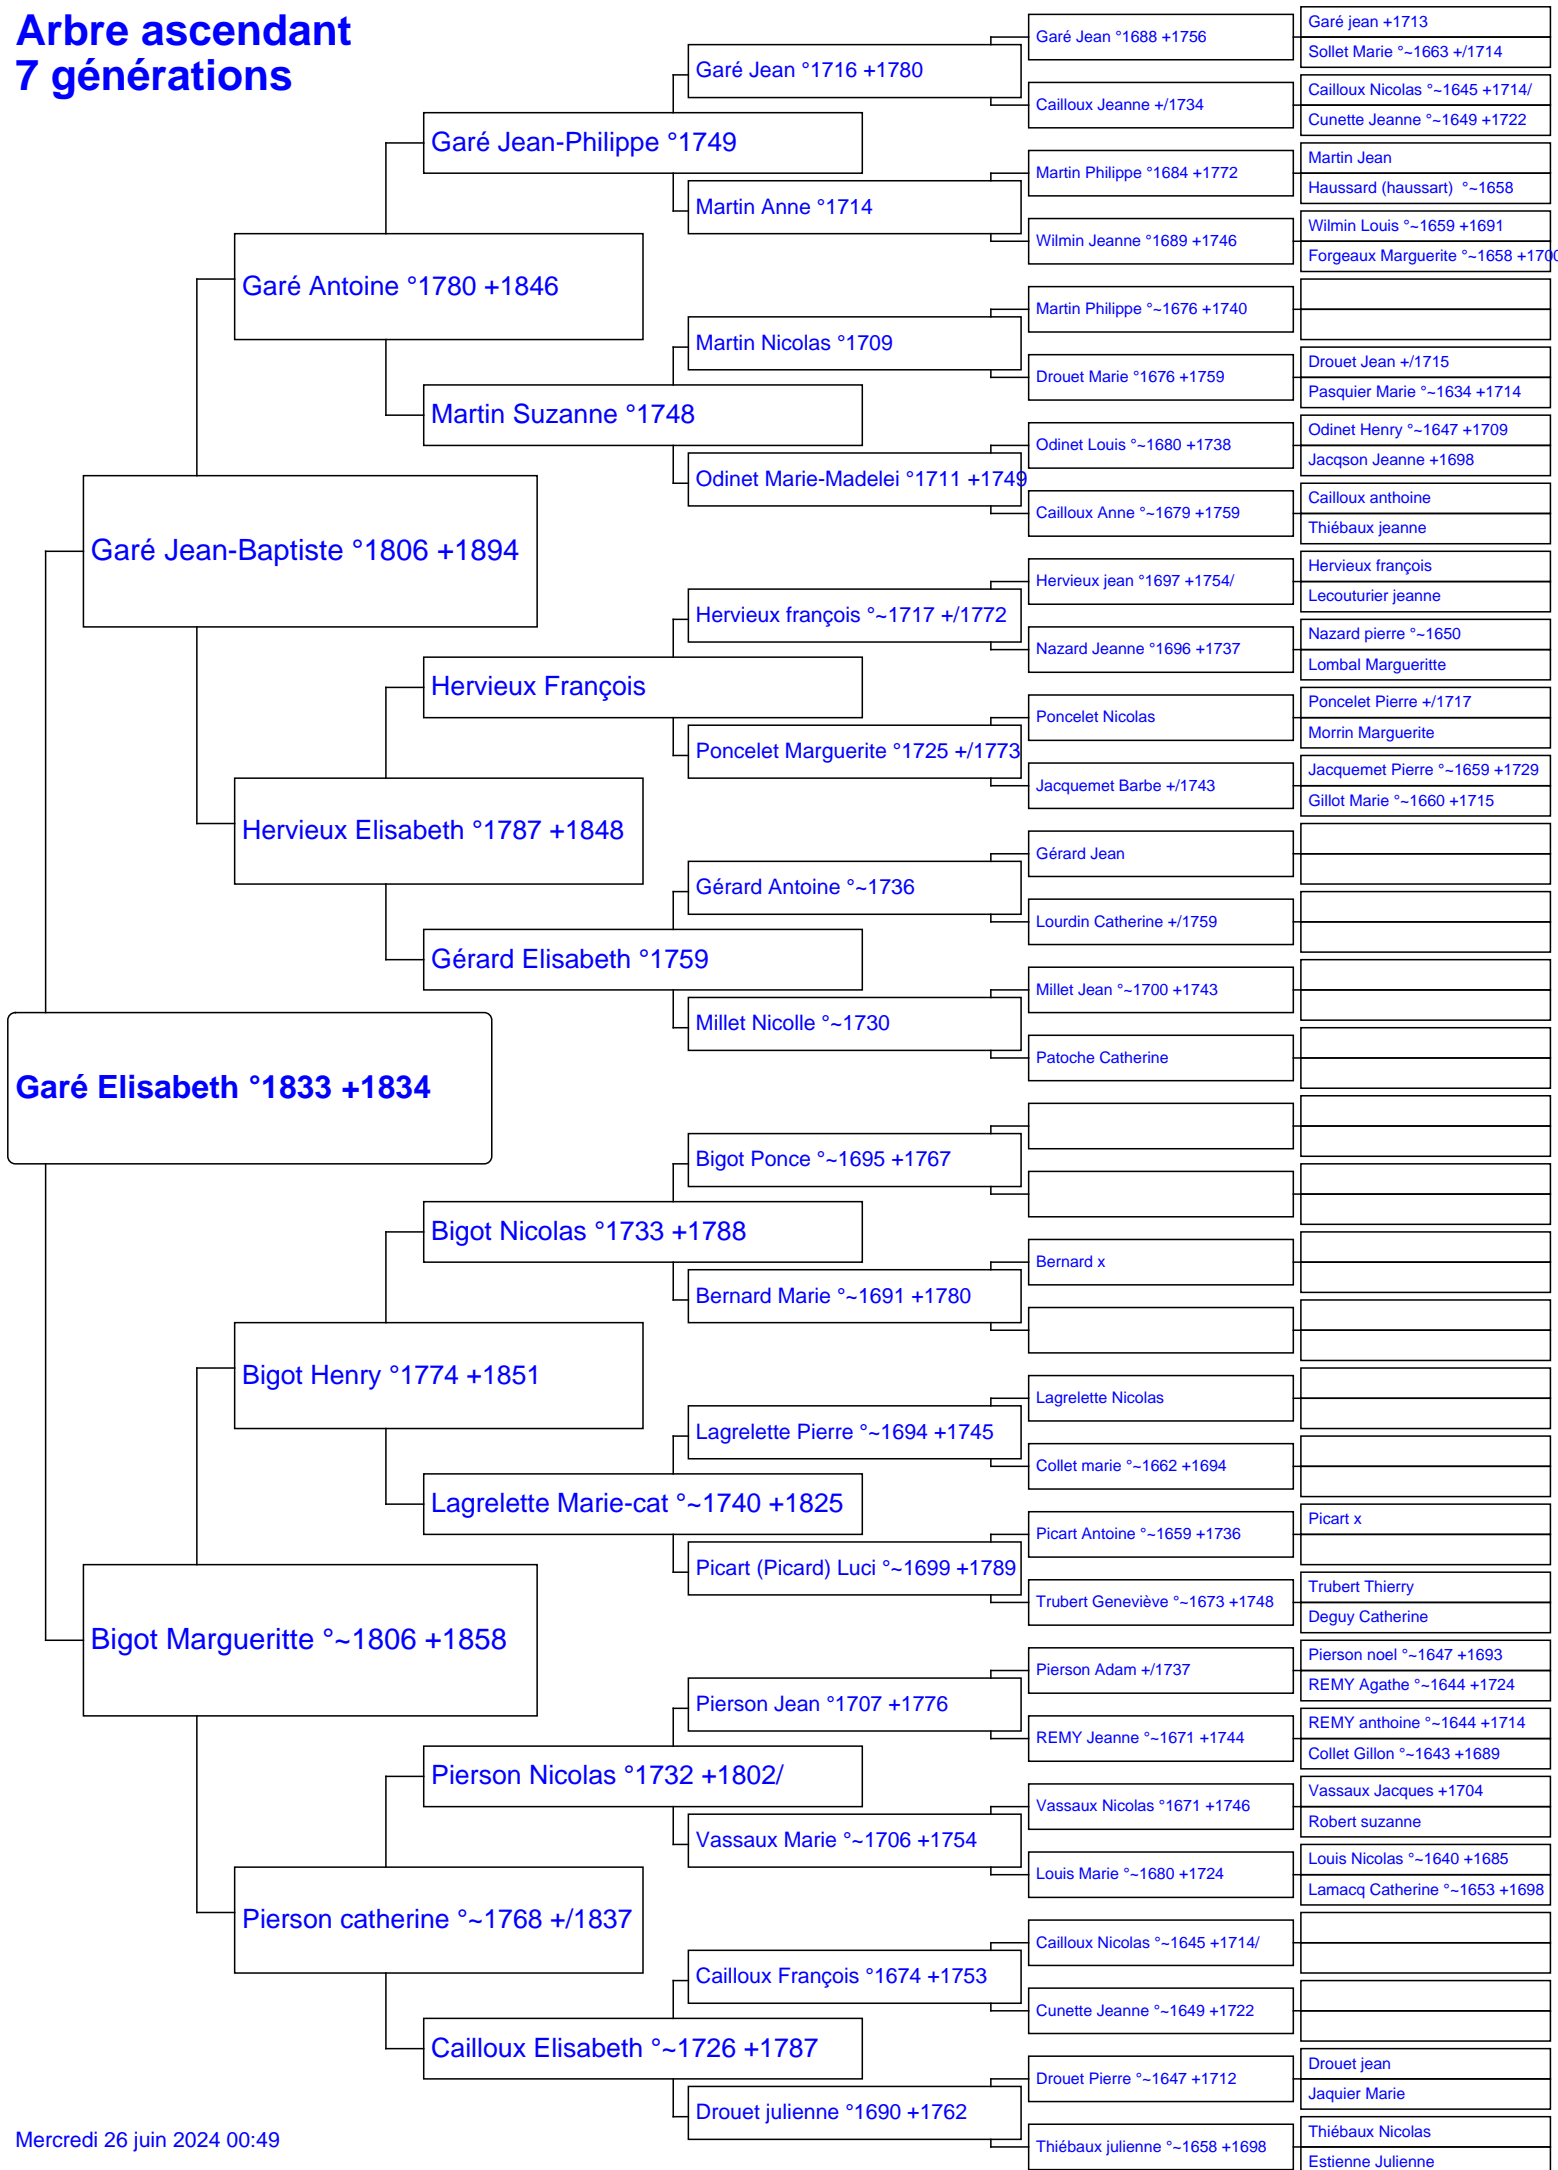 Arbre ascendant
7 générations
Garé Elisabeth °1833 +1834
Garé Jean-Baptiste °1806 +1894
Bigot Margueritte °~1806 +1858
Garé Antoine °1780 +1846
Hervieux Elisabeth °1787 +1848
Bigot Henry °1774 +1851
Pierson catherine °~1768 +/1837
Garé Jean-Philippe °1749
Martin Suzanne °1748
Hervieux François
Gérard Elisabeth °1759
Bigot Nicolas °1733 +1788
Lagrelette Marie-cat °~1740 +1825
Pierson Nicolas °1732 +1802/
Cailloux Elisabeth °~1726 +1787
Garé Jean °1716 +1780
Martin Anne °1714
Martin Nicolas °1709
Odinet Marie-Madelei °1711 +1749
Hervieux françois °~1717 +/1772
Poncelet Marguerite °1725 +/1773
Gérard Antoine °~1736
Millet Nicolle °~1730
Bigot Ponce °~1695 +1767
Bernard Marie °~1691 +1780
Lagrelette Pierre °~1694 +1745
Picart (Picard) Luci °~1699 +1789
Pierson Jean °1707 +1776
Vassaux Marie °~1706 +1754
Cailloux François °1674 +1753
Drouet julienne °1690 +1762
Garé Jean °1688 +1756
Cailloux Jeanne +/1734
Martin Philippe °1684 +1772
Wilmin Jeanne °1689 +1746
Martin Philippe °~1676 +1740
Drouet Marie °1676 +1759
Odinet Louis °~1680 +1738
Cailloux Anne °~1679 +1759
Hervieux jean °1697 +1754/
Nazard Jeanne °1696 +1737
Poncelet Nicolas
Jacquemet Barbe +/1743
Gérard Jean
Lourdin Catherine +/1759
Millet Jean °~1700 +1743
Patoche Catherine
Bernard x
Lagrelette Nicolas
Collet marie °~1662 +1694
Picart Antoine °~1659 +1736
Trubert Geneviève °~1673 +1748
Pierson Adam +/1737
REMY Jeanne °~1671 +1744
Vassaux Nicolas °1671 +1746
Louis Marie °~1680 +1724
Cailloux Nicolas °~1645 +1714/
Cunette Jeanne °~1649 +1722
Drouet Pierre °~1647 +1712
Thiébaux julienne °~1658 +1698
Garé jean +1713
Sollet Marie °~1663 +/1714
Cailloux Nicolas °~1645 +1714/
Cunette Jeanne °~1649 +1722
Martin Jean
Haussard (haussart)  °~1658
Wilmin Louis °~1659 +1691
Forgeaux Marguerite °~1658 +1700
Drouet Jean +/1715
Pasquier Marie °~1634 +1714
Odinet Henry °~1647 +1709
Jacqson Jeanne +1698
Cailloux anthoine
Thiébaux jeanne
Hervieux françois
Lecouturier jeanne
Nazard pierre °~1650
Lombal Margueritte
Poncelet Pierre +/1717
Morrin Marguerite
Jacquemet Pierre °~1659 +1729
Gillot Marie °~1660 +1715
Picart x
Trubert Thierry
Deguy Catherine
Pierson noel °~1647 +1693
REMY Agathe °~1644 +1724
REMY anthoine °~1644 +1714
Collet Gillon °~1643 +1689
Vassaux Jacques +1704
Robert suzanne
Louis Nicolas °~1640 +1685
Lamacq Catherine °~1653 +1698
Drouet jean
Jaquier Marie
Thiébaux Nicolas
Estienne Julienne
Mercredi 26 juin 2024 00:49